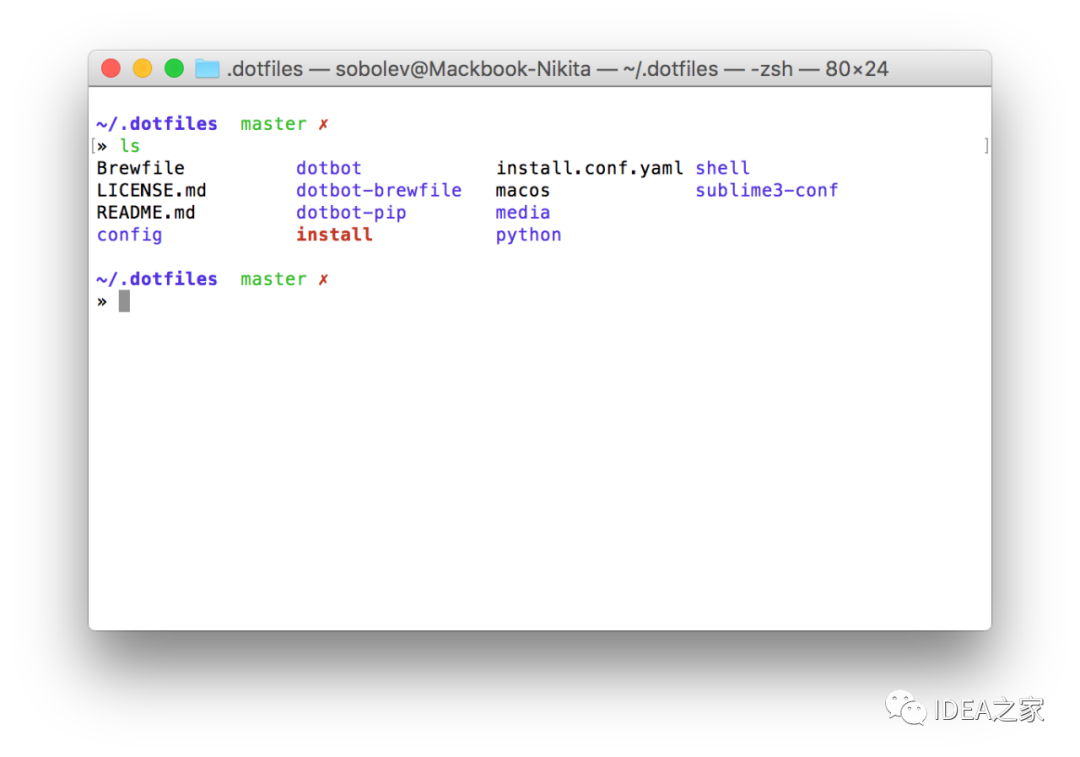 .dotfiles — sobolev@Mackbook-Nikita — ~/.dotfiles — -zsh — 80×24
~/.dotfiles master ✗
[» ls ]
Brewfile dotbot install.conf.yaml shell
LICENSE.md dotbot-brewfile macos sublime3-conf
README.md dotbot-pip media
config install python
~/.dotfiles master ✗
»
IDEA之家